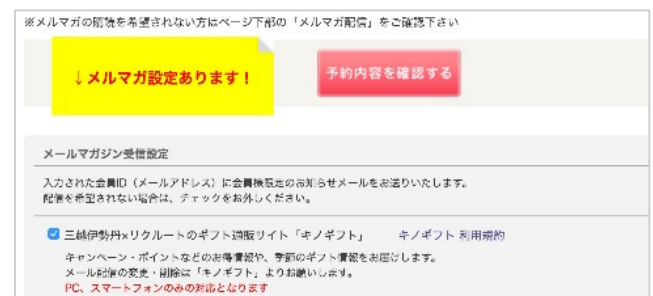 ※メルマガの購読を希望されない方はページ下部の「メルマガ配信」をご確認下さい
↓メルマガ設定あります！
予約内容を確認する
メールマガジン受信設定
入力された会員ID（メールアドレス）に会員様限定のお知らせメールをお送りいたします。
配信を希望されない場合は、チェックをお外しください。
三越伊勢丹×リクルートのギフト通販サイト「キノギフト」 キノギフト 利用規約
キャンペーン・ポイントなどのお得情報や、季節のギフト情報をお届けします。
メール配信の変更・削除は「キノギフト」よりお願いします。
PC、スマートフォンのみの対応となります